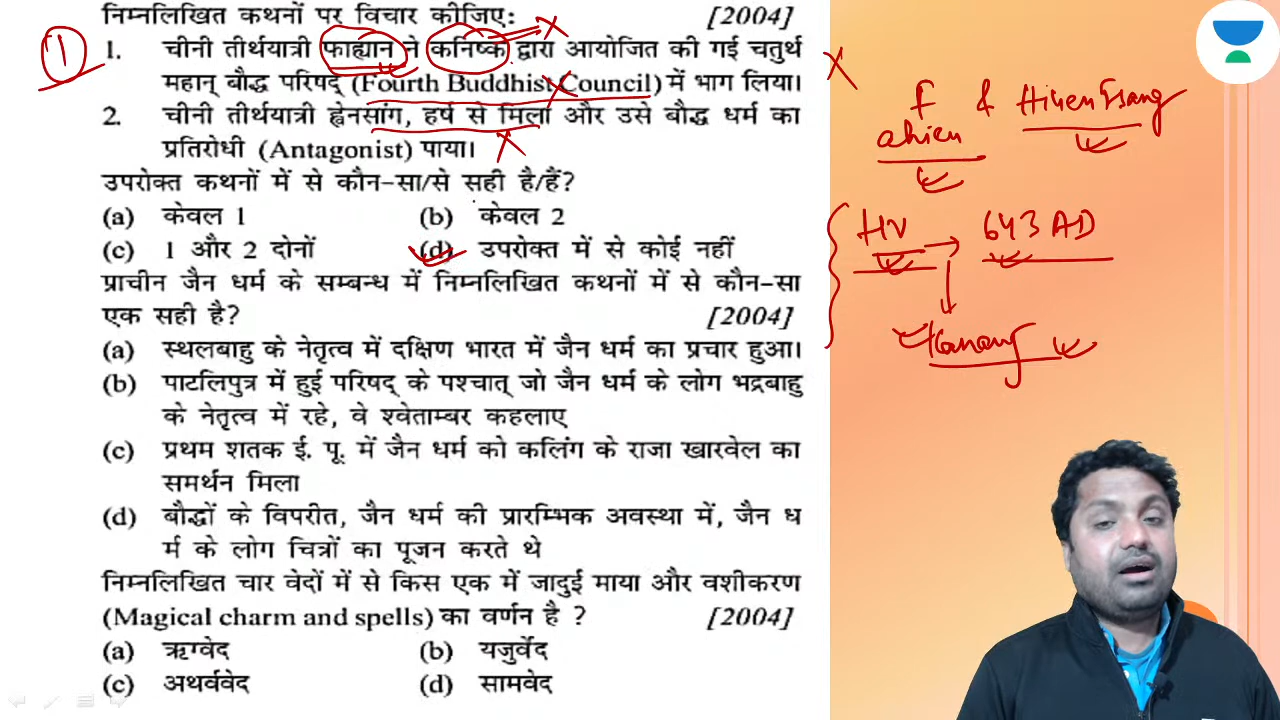 निम्नलिखित कथनों पर विचार कीजिए: [2004]
1. चीनी तीर्थयात्री फाह्यान ने कनिष्क द्वारा आयोजित की गई चतुर्थ
महान् बौद्ध परिषद् (Fourth Buddhist Council) में भाग लिया।
2. चीनी तीर्थयात्री ह्वेनसांग, हर्ष से मिला और उसे बौद्ध धर्म का
प्रतिरोधी (Antagonist) पाया।
उपरोक्त कथनों में से कौन-सा/से सही है/हैं?
(a) केवल 1 (b) केवल 2
(c) 1 और 2 दोनों (d) उपरोक्त में से कोई नहीं
प्राचीन जैन धर्म के सम्बन्ध में निम्नलिखित कथनों में से कौन-सा
एक सही है? [2004]
(a) स्थलबाहु के नेतृत्व में दक्षिण भारत में जैन धर्म का प्रचार हुआ।
(b) पाटलिपुत्र में हुई परिषद् के पश्चात् जो जैन धर्म के लोग भद्रबाहु
के नेतृत्व में रहे, वे श्वेताम्बर कहलाए
(c) प्रथम शतक ई. पू. में जैन धर्म को कलिंग के राजा खारवेल का
समर्थन मिला
(d) बौद्धों के विपरीत, जैन धर्म की प्रारम्भिक अवस्था में, जैन ध
र्म के लोग चित्रों का पूजन करते थे
निम्नलिखित चार वेदों में से किस एक में जादुई माया और वशीकरण
(Magical charm and spells) का वर्णन है ? [2004]
(a) ऋग्वेद (b) यजुर्वेद
(c) अथर्ववेद (d) सामवेद
1
F & Hiuen Tsang
ahien
HV → 643 AD